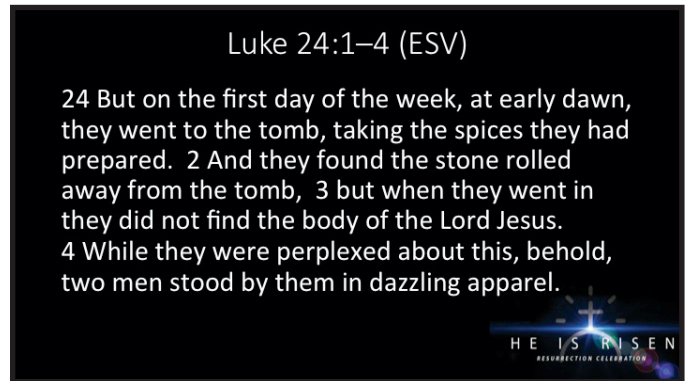 Luke 24:1–4 (ESV)
24 But on the first day of the week, at early dawn,
they went to the tomb, taking the spices they had
prepared.  2 And they found the stone rolled
away from the tomb,  3 but when they went in
they did not find the body of the Lord Jesus.
4 While they were perplexed about this, behold,
two men stood by them in dazzling apparel.
HE IS RISEN
RESURRECTION CELEBRATION